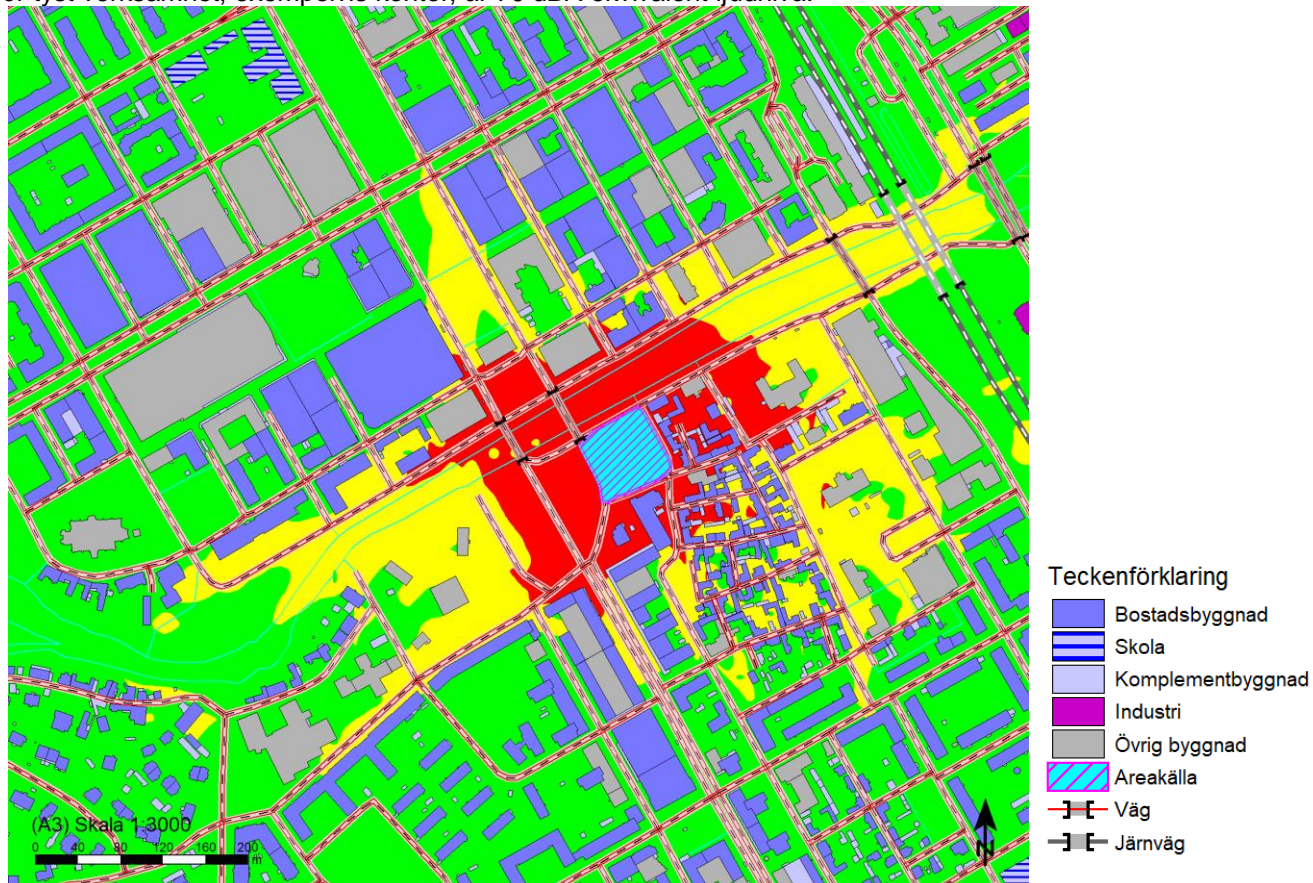 Teckenförklaring
Bostadsbyggnad
Skola
Komplementbyggnad
Industri
Övrig byggnad
Areakälla
Väg
Järnväg
(A3) Skala 1:3000
0 40 80 120 160 200
m
N